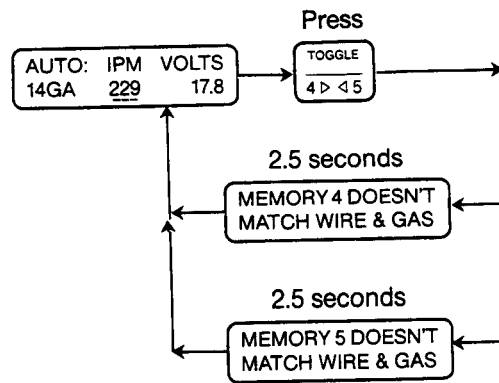 Press
AUTO: IPM VOLTS
14GA 229 17.8
TOGGLE
4 ▷ ◁ 5
2.5 seconds
MEMORY 4 DOESN'T
MATCH WIRE & GAS
2.5 seconds
MEMORY 5 DOESN'T
MATCH WIRE & GAS